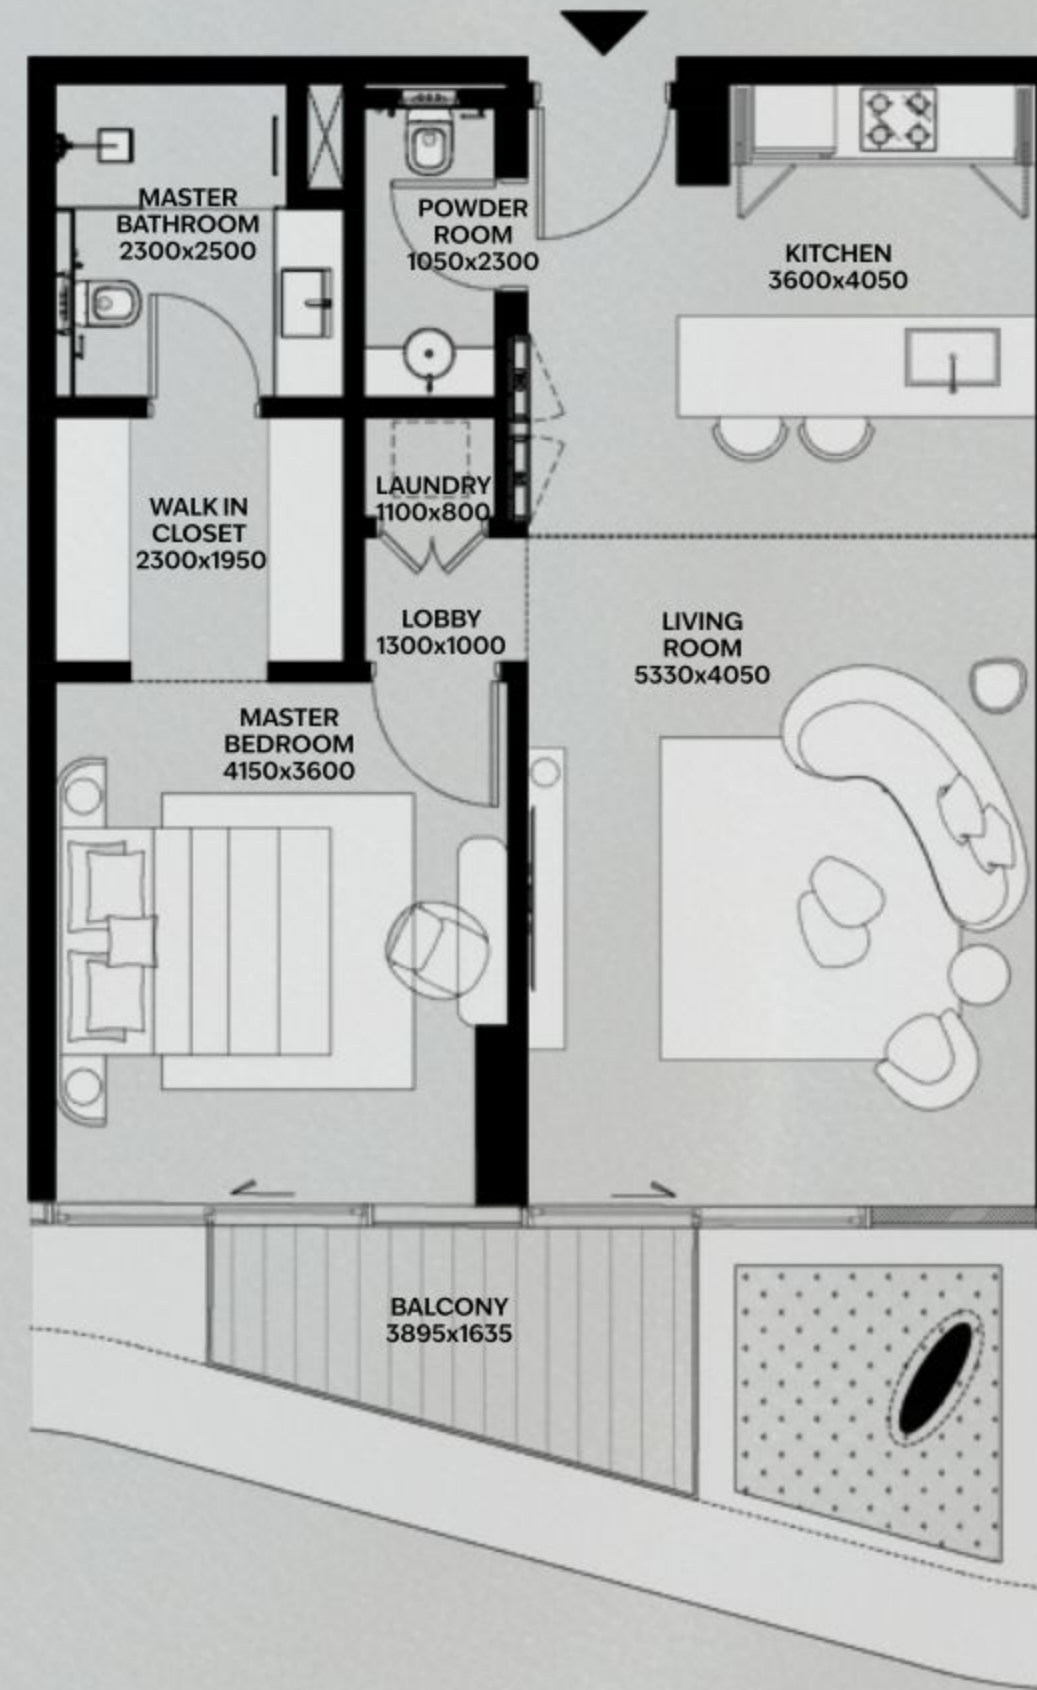 MASTER
BATHROOM
2300x2500
POWDER
ROOM
1050x2300
KITCHEN
3600x4050
WALK IN
CLOSET
2300x1950
LAUNDRY
1100x800
LOBBY
1300x1000
LIVING
ROOM
5330x4050
MASTER
BEDROOM
4150x3600
BALCONY
3895x1635